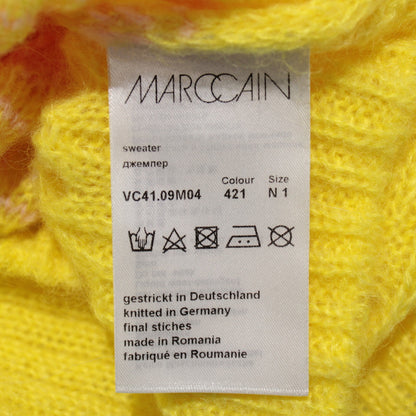 MARCCAIN
sweater
джемпер
Colour Size
VC41.09M04 421 N 1
gestrickt in Deutschland
knitted in Germany
final stiches
made in Romania
fabriqué en Roumanie